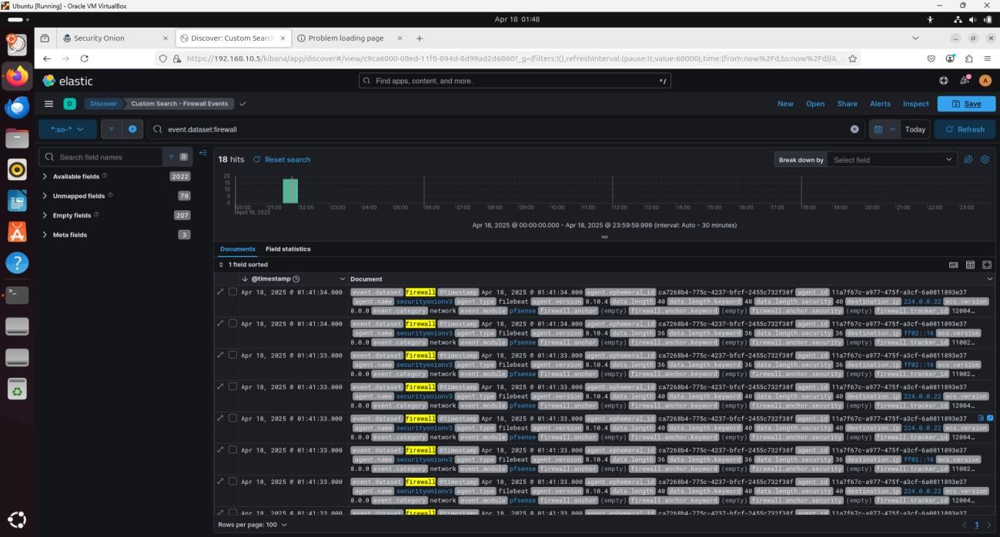 Ubuntu [Running] - Oracle VM VirtualBox
Apr 18 01:48
Security Onion
Discover: Custom Search
Problem loading page
https://192.168.10.5/kibana/app/discover#/view/c9ca6000-08ed-11f0-894d-8d99ad2d6860?_g=(filters:!(),refreshInterval:(pause:!t,value:60000),time:(from:now%2Fd,to:now%2Fd))&_
elastic
Find apps, content, and more.
^/
A
D Discover Custom Search - Firewall Events
New Open Share Alerts Inspect Save
*:so-*
event.dataset:firewall
Today
Refresh
Search field names
0
Available fields 2022
Unmapped fields 79
Empty fields 207
Meta fields 3
18 hits
Reset search
Break down by Select field
20
15
10
5
0
00:00 01:00 02:00 03:00 04:00 05:00 06:00 07:00 08:00 09:00 10:00 11:00 12:00 13:00 14:00 15:00 16:00 17:00 18:00 19:00 20:00 21:00 22:00 23:00
April 18, 2025
Apr 18, 2025 @ 00:00:00.000 - Apr 18, 2025 @ 23:59:59.999 (interval: Auto - 30 minutes)
Documents Field statistics
1 field sorted
@timestamp Document
Apr 18, 2025 @ 01:41:34.000 event.dataset firewall @timestamp Apr 18, 2025 @ 01:41:34.000 agent.ephemeral_id ca7268b4-775c-4237-bfcf-2455c732f38f agent.id 11a7f67c-a977-475f-a3cf-6a0811893e37
agent.name securityonionv3 agent.type filebeat agent.version 8.10.4 data.length 40 data.length.keyword 40 data.length.security 40 destination.ip 224.0.0.22 ecs.version
8.0.0 event.category network event.module pfsense firewall.anchor (empty) firewall.anchor.keyword (empty) firewall.anchor.security (empty) firewall.tracker_id 12004…
Apr 18, 2025 @ 01:41:34.000 event.dataset firewall @timestamp Apr 18, 2025 @ 01:41:34.000 agent.ephemeral_id ca7268b4-775c-4237-bfcf-2455c732f38f agent.id 11a7f67c-a977-475f-a3cf-6a0811893e37
agent.name securityonionv3 agent.type filebeat agent.version 8.10.4 data.length 36 data.length.keyword 36 data.length.security 36 destination.ip ff02::16 ecs.version
8.0.0 event.category network event.module pfsense firewall.anchor (empty) firewall.anchor.keyword (empty) firewall.anchor.security (empty) firewall.tracker_id 11002…
Apr 18, 2025 @ 01:41:33.000 event.dataset firewall @timestamp Apr 18, 2025 @ 01:41:33.000 agent.ephemeral_id ca7268b4-775c-4237-bfcf-2455c732f38f agent.id 11a7f67c-a977-475f-a3cf-6a0811893e37
agent.name securityonionv3 agent.type filebeat agent.version 8.10.4 data.length 36 data.length.keyword 36 data.length.security 36 destination.ip ff02::16 ecs.version
8.0.0 event.category network event.module pfsense firewall.anchor (empty) firewall.anchor.keyword (empty) firewall.anchor.security (empty) firewall.tracker_id 11002…
Apr 18, 2025 @ 01:41:33.000 event.dataset firewall @timestamp Apr 18, 2025 @ 01:41:33.000 agent.ephemeral_id ca7268b4-775c-4237-bfcf-2455c732f38f agent.id 11a7f67c-a977-475f-a3cf-6a0811893e37
agent.name securityonionv3 agent.type filebeat agent.version 8.10.4 data.length 40 data.length.keyword 40 data.length.security 40 destination.ip 224.0.0.22 ecs.version
8.0.0 event.category network event.module pfsense firewall.anchor (empty) firewall.anchor.keyword (empty) firewall.anchor.security (empty) firewall.tracker_id 12004…
Apr 18, 2025 @ 01:41:33.000 event.dataset firewall @timestamp Apr 18, 2025 @ 01:41:33.000 agent.ephemeral_id ca7268b4-775c-4237-bfcf-2455c732f38f agent.id 11a7f67c-a977-475f-a3cf-6a0811893e37
agent.name securityonionv3 agent.type filebeat agent.version 8.10.4 data.length 40 data.length.keyword 40 data.length.security 40 destination.ip 224.0.0.22 ecs.version
8.0.0 event.category network event.module pfsense firewall.anchor (empty) firewall.anchor.keyword (empty) firewall.anchor.security (empty) firewall.tracker_id 12004…
Apr 18, 2025 @ 01:41:33.000 event.dataset firewall @timestamp Apr 18, 2025 @ 01:41:33.000 agent.ephemeral_id ca7268b4-775c-4237-bfcf-2455c732f38f agent.id 11a7f67c-a977-475f-a3cf-6a0811893e37
agent.name securityonionv3 agent.type filebeat agent.version 8.10.4 data.length 36 data.length.keyword 36 data.length.security 36 destination.ip ff02::16 ecs.version
8.0.0 event.category network event.module pfsense firewall.anchor (empty) firewall.anchor.keyword (empty) firewall.anchor.security (empty) firewall.tracker_id 11002…
Apr 18, 2025 @ 01:41:33.000 event.dataset firewall @timestamp Apr 18, 2025 @ 01:41:33.000 agent.ephemeral_id ca7268b4-775c-4237-bfcf-2455c732f38f agent.id 11a7f67c-a977-475f-a3cf-6a0811893e37
agent.name securityonionv3 agent.type filebeat agent.version 8.10.4 data.length 40 data.length.keyword 40 data.length.security 40 destination.ip 224.0.0.22 ecs.version
8.0.0 event.category network event.module pfsense firewall.anchor (empty) firewall.anchor.keyword (empty) firewall.anchor.security (empty) firewall.tracker_id 12004…
Apr 18, 2025 @ 01:41:33.000 event.dataset firewall @timestamp Apr 18, 2025 @ 01:41:33.000 agent.ephemeral_id ca7268b4-775c-4237-bfcf-2455c732f38f agent.id 11a7f67c-a977-475f-a3cf-6a0811893e37
Rows per page: 100
1